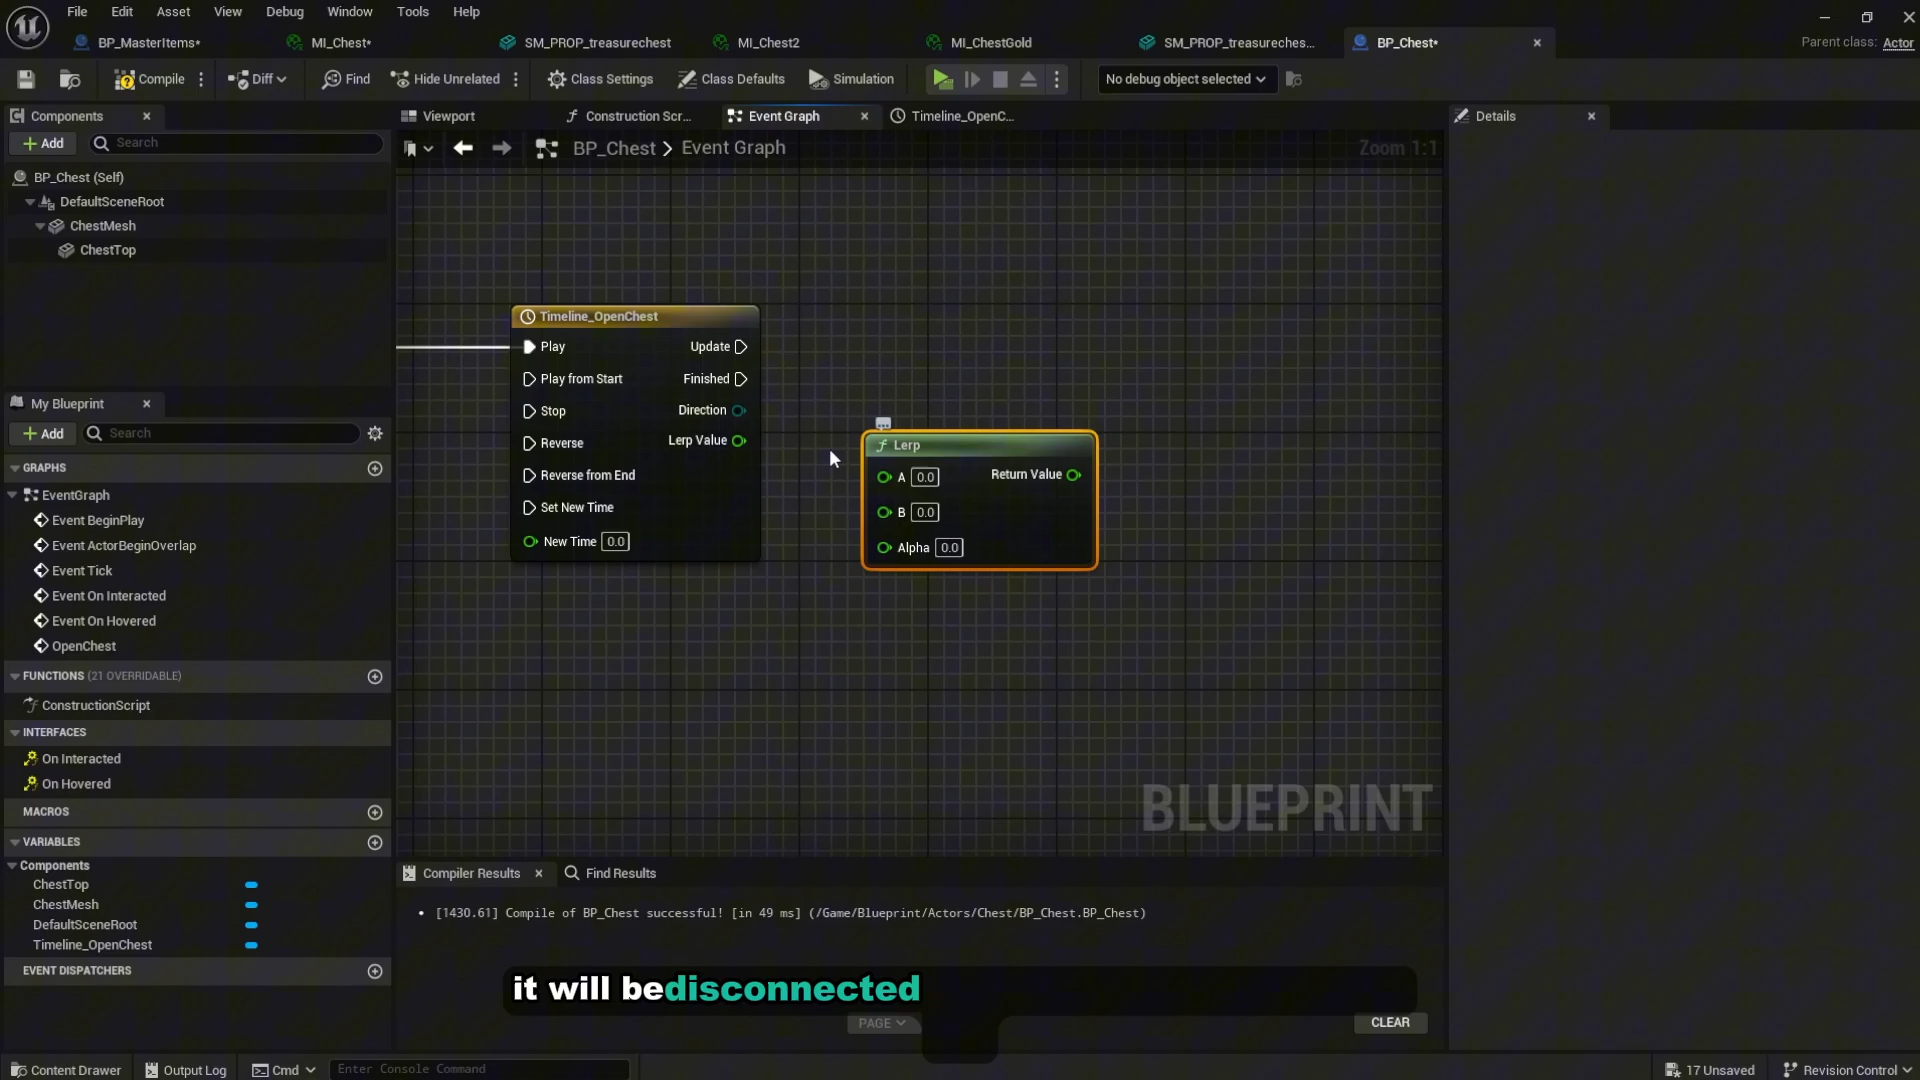 File Edit Asset View Debug Window Tools Help
BP_MasterItems* MI_Chest* SM_PROP_treasurechest MI_Chest2 MI_ChestGold SM_PROP_treasureches... BP_Chest* Parent class: Actor
Compile Diff Find Hide Unrelated Class Settings Class Defaults Simulation No debug object selected
Components Viewport Construction Scr... Event Graph Timeline_OpenC... Details
Add Search
BP_Chest > Event Graph Zoom 1:1
BP_Chest (Self)
DefaultSceneRoot
ChestMesh
ChestTop
Timeline_OpenChest
Play Update
Play from Start Finished
Stop Direction
Reverse Lerp Value
Reverse from End
Set New Time
New Time 0.0
Lerp
A 0.0 Return Value
B 0.0
Alpha 0.0
My Blueprint
Add Search
GRAPHS
EventGraph
Event BeginPlay
Event ActorBeginOverlap
Event Tick
Event On Interacted
Event On Hovered
OpenChest
FUNCTIONS (21 OVERRIDABLE)
ConstructionScript
INTERFACES
On Interacted
On Hovered
MACROS
VARIABLES
Components
ChestTop
ChestMesh
DefaultSceneRoot
Timeline_OpenChest
EVENT DISPATCHERS
BLUEPRINT
Compiler Results Find Results
• [1430.61] Compile of BP_Chest successful! [in 49 ms] (/Game/Blueprint/Actors/Chest/BP_Chest.BP_Chest)
it will bedisconnected
PAGE CLEAR
Content Drawer Output Log Cmd Enter Console Command 17 Unsaved Revision Control